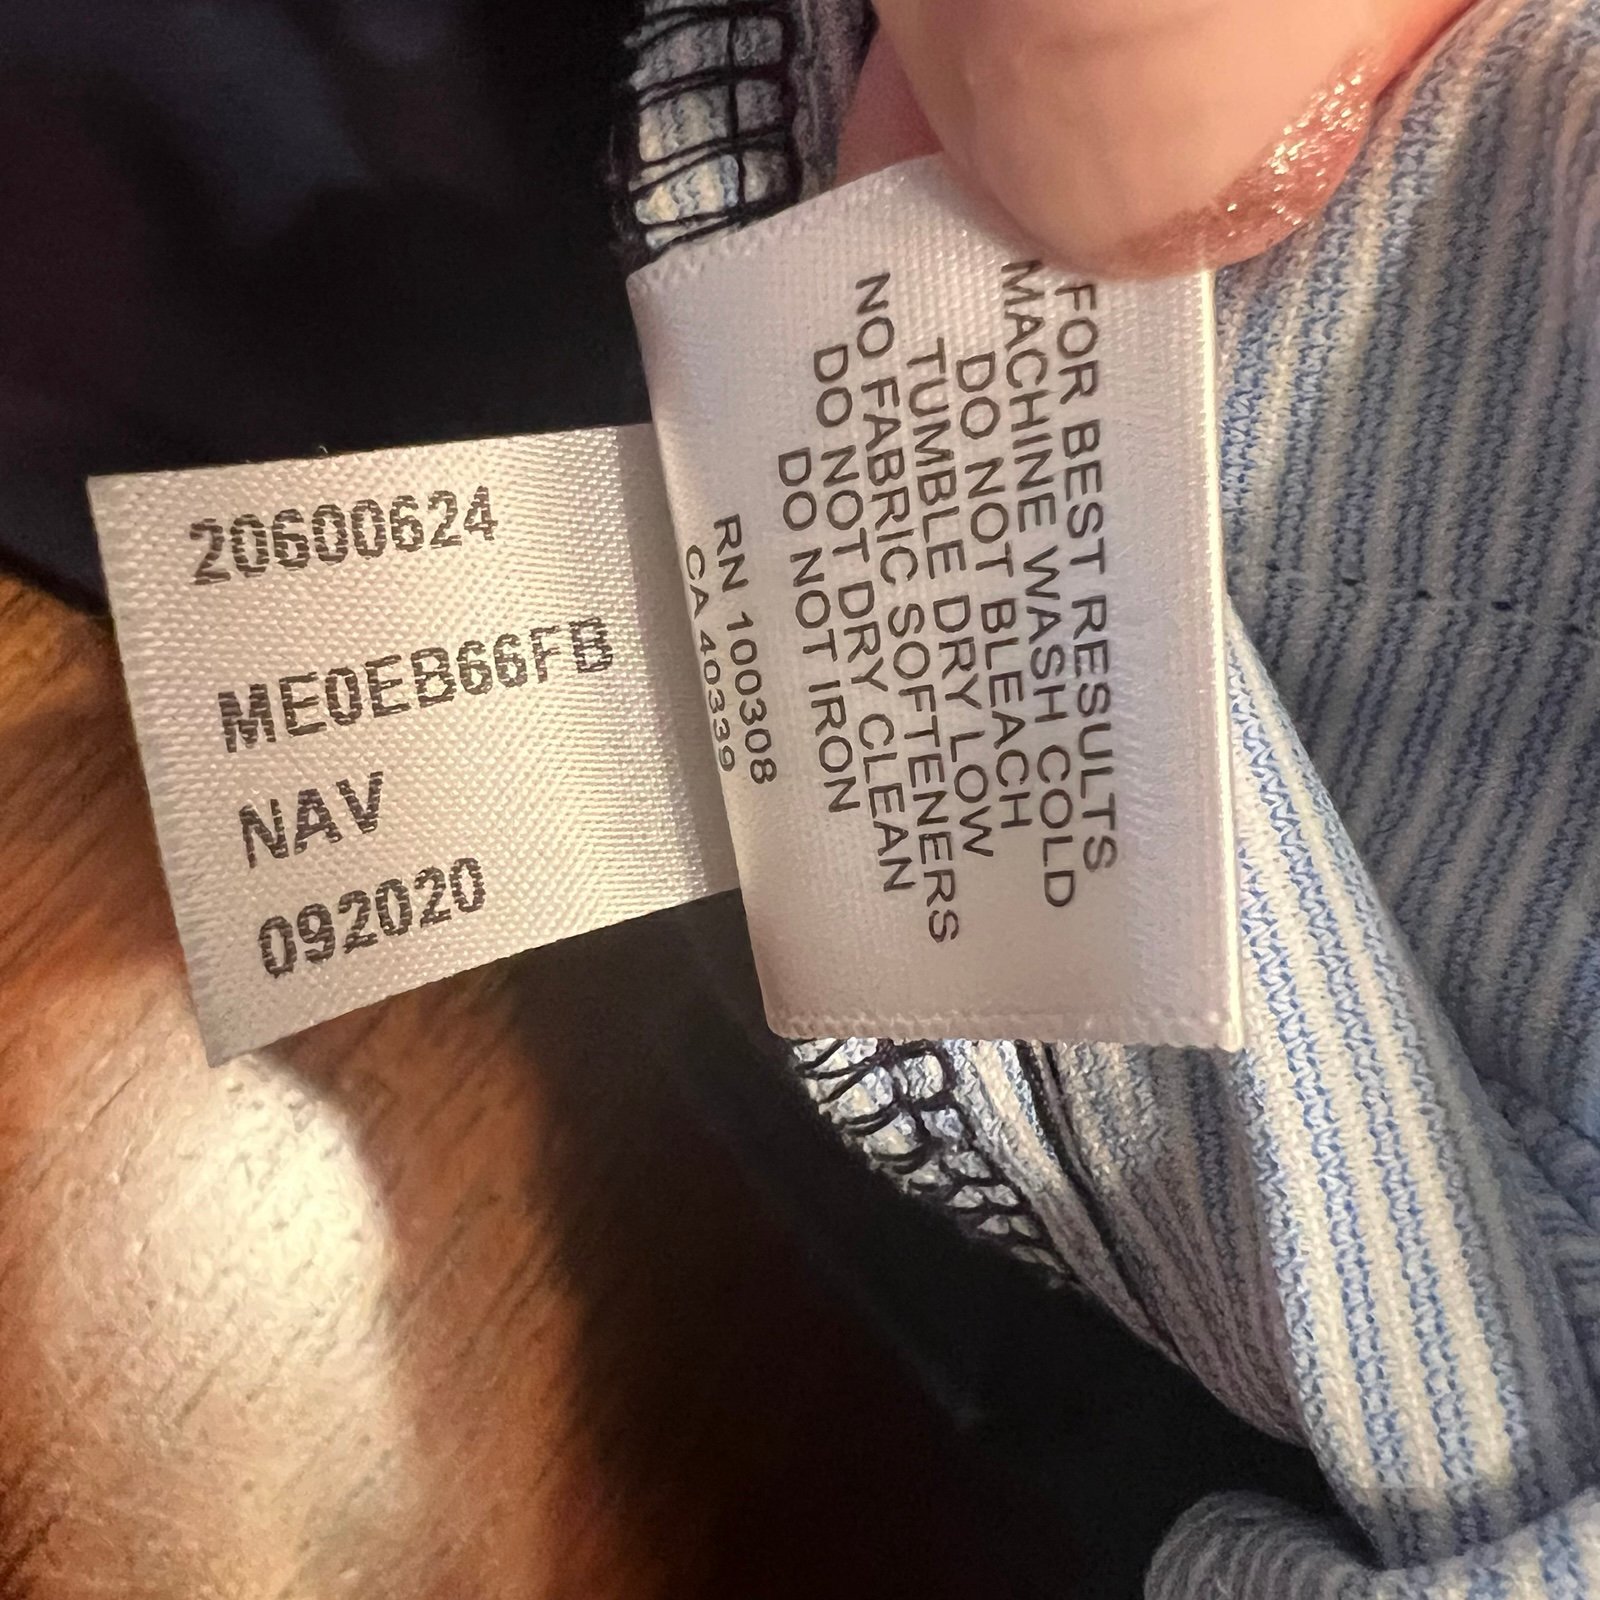 20600624
ME0EB66FB
NAV
092020
FOR BEST RESULTS
MACHINE WASH COLD
DO NOT BLEACH
TUMBLE DRY LOW
NO FABRIC SOFTENERS
DO NOT DRY CLEAN
DO NOT IRON
RN 100308
CA 40339